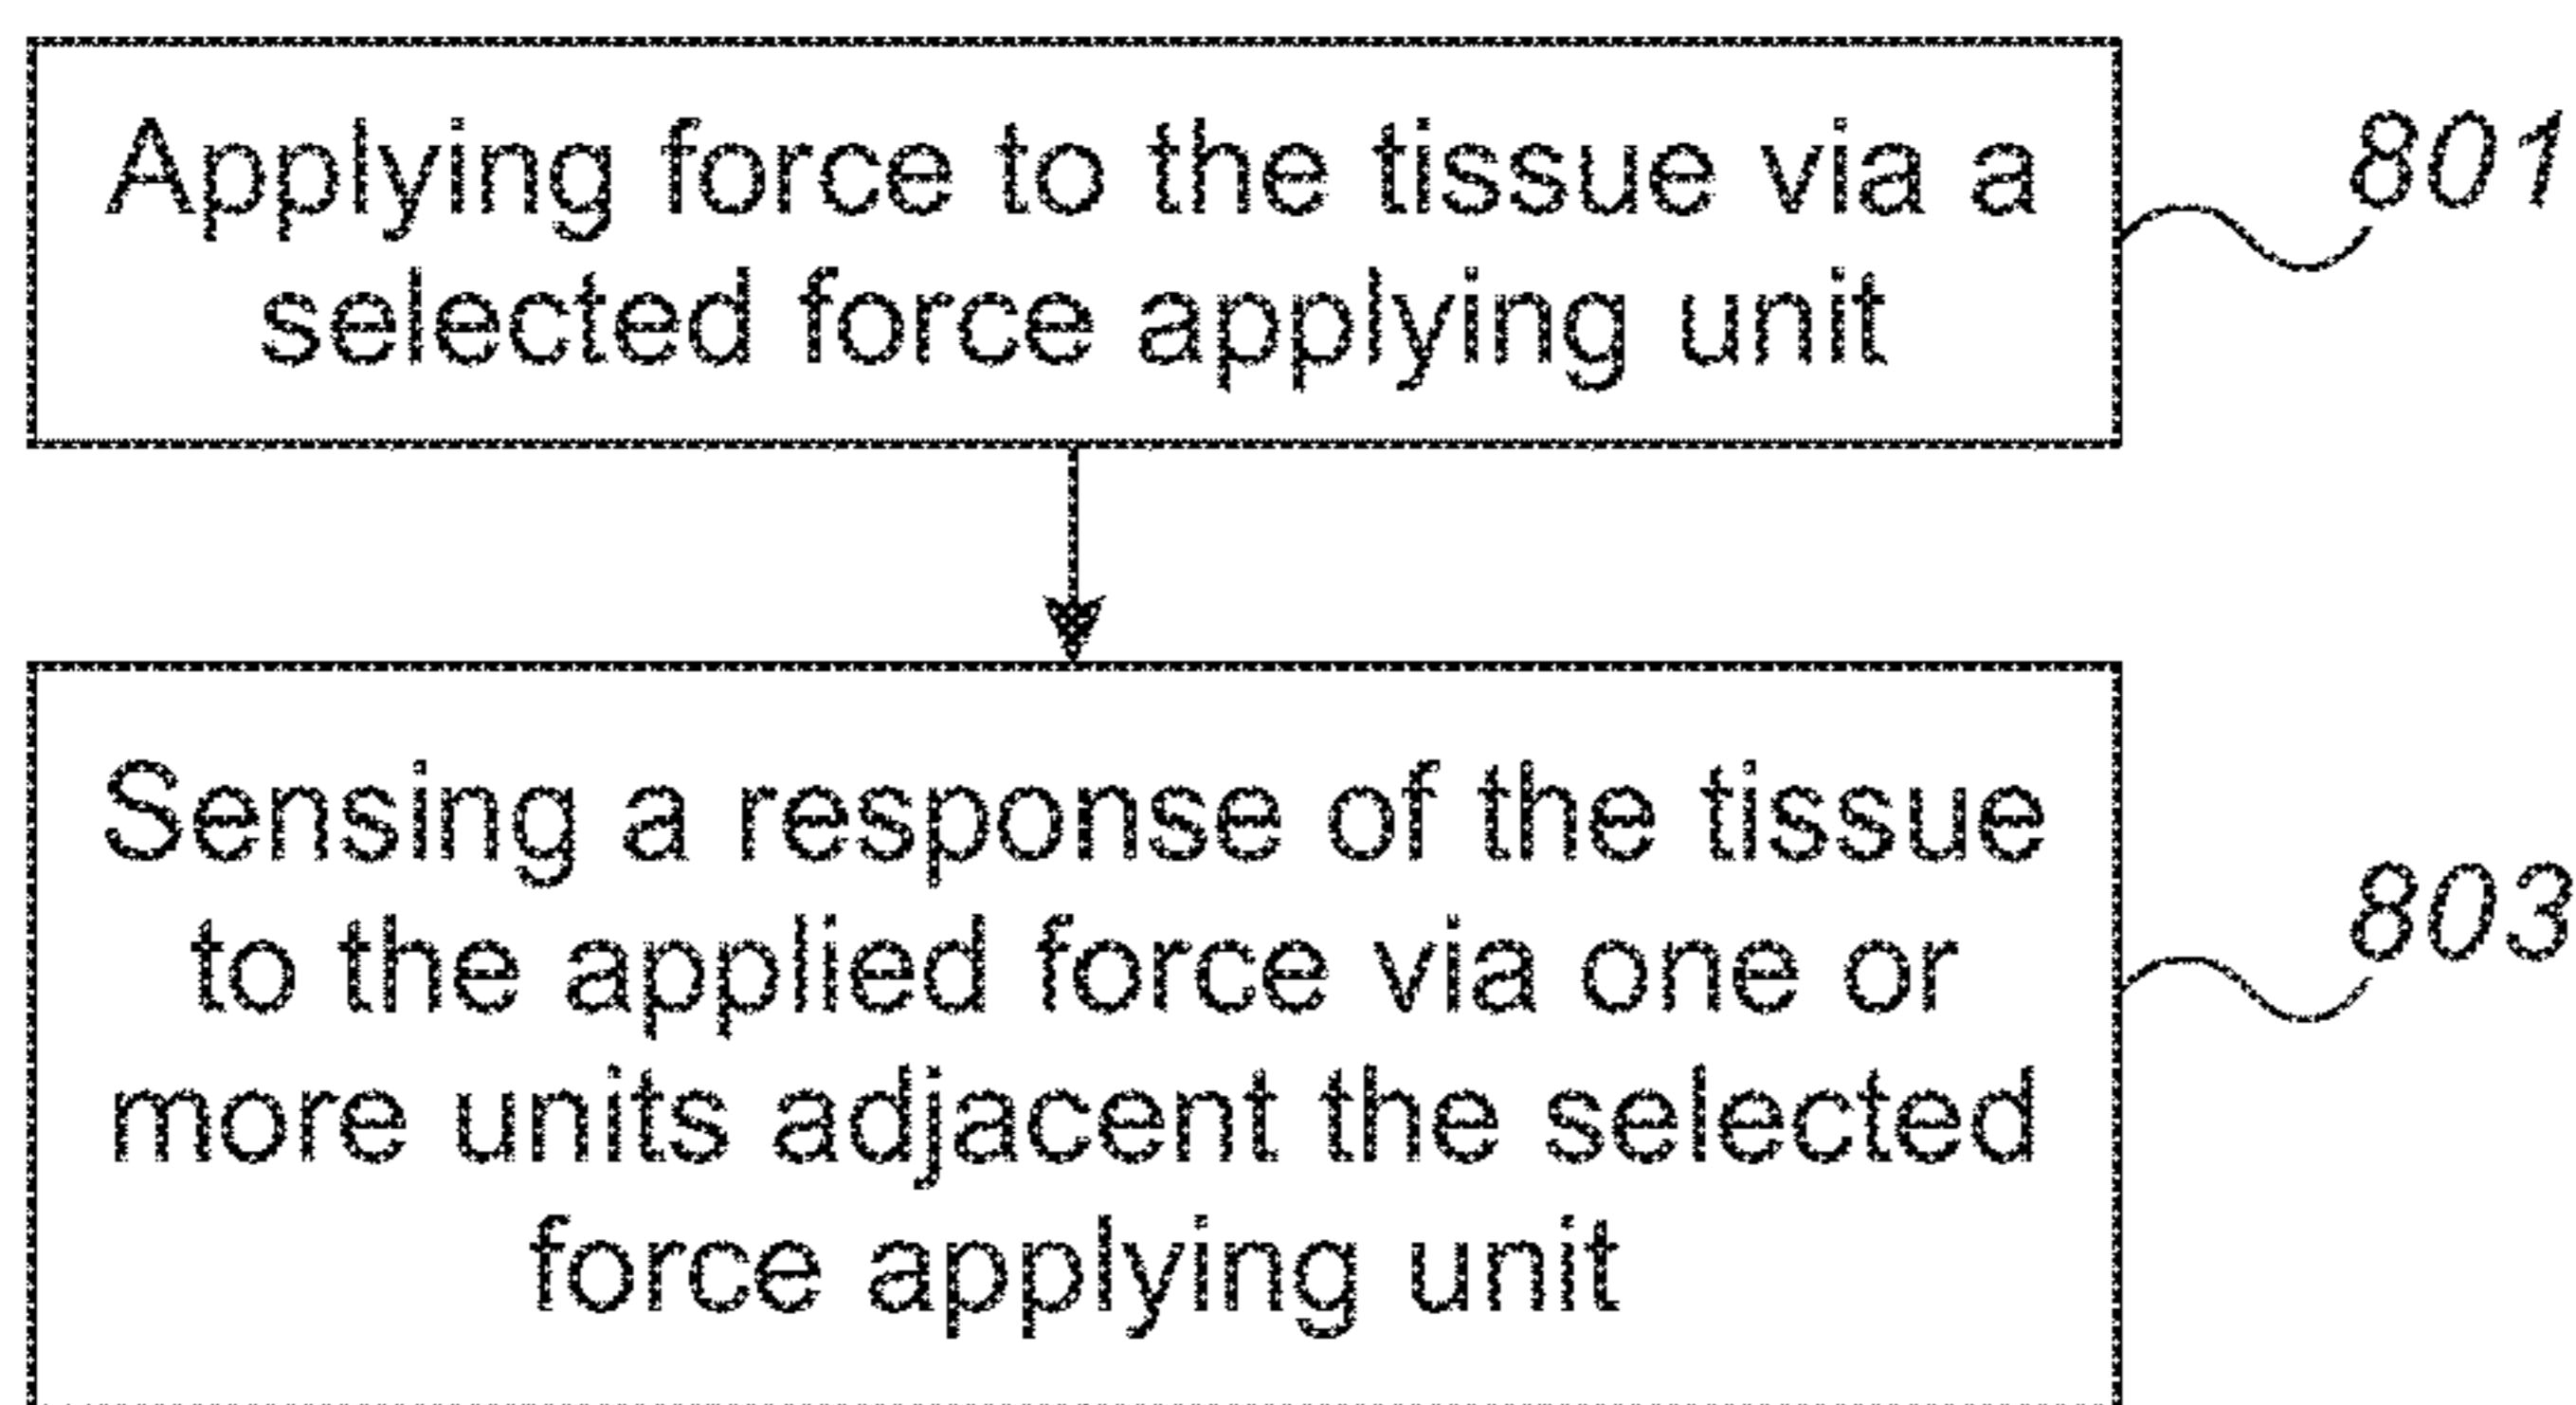 Applying force to the tissue via a
selected force applying unit
801
Sensing a response of the tissue
to the applied force via one or
more units adjacent the selected
force applying unit
803